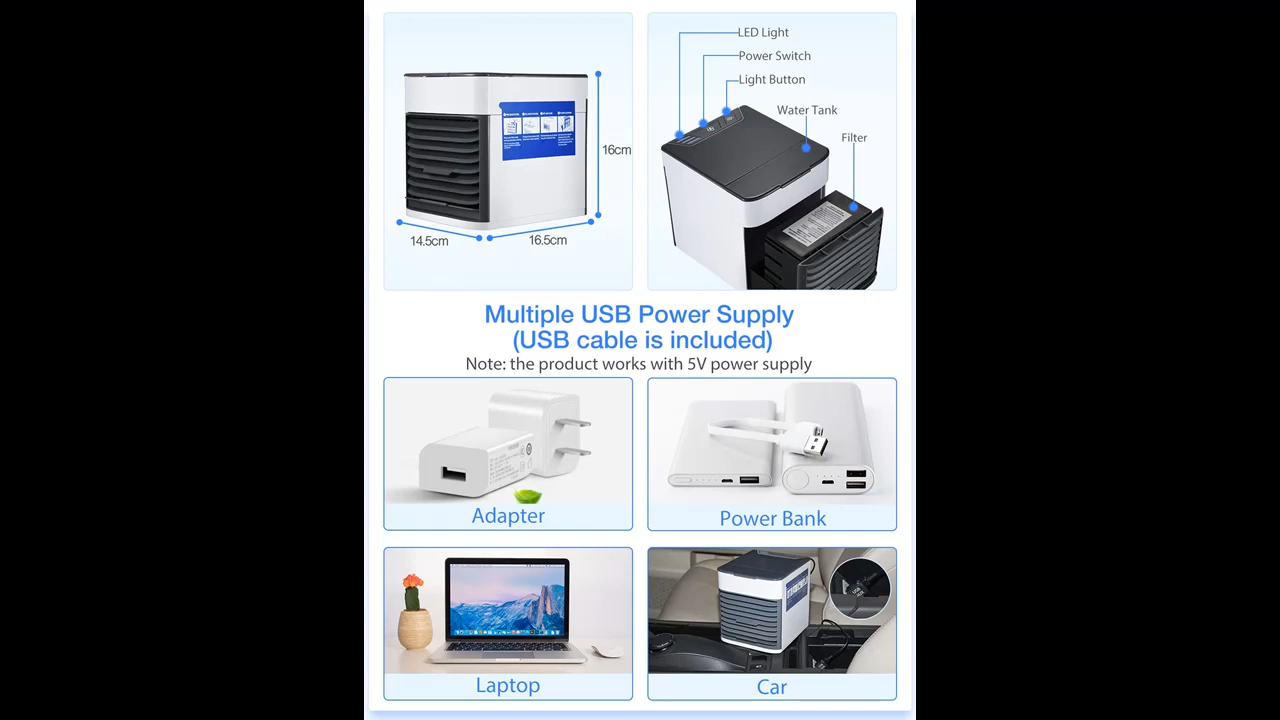 LED Light
Power Switch
Light Button
Water Tank
Filter
16cm
14.5cm
16.5cm
Multiple USB Power Supply
(USB cable is included)
Note: the product works with 5V power supply
Adapter
Power Bank
Laptop
Car